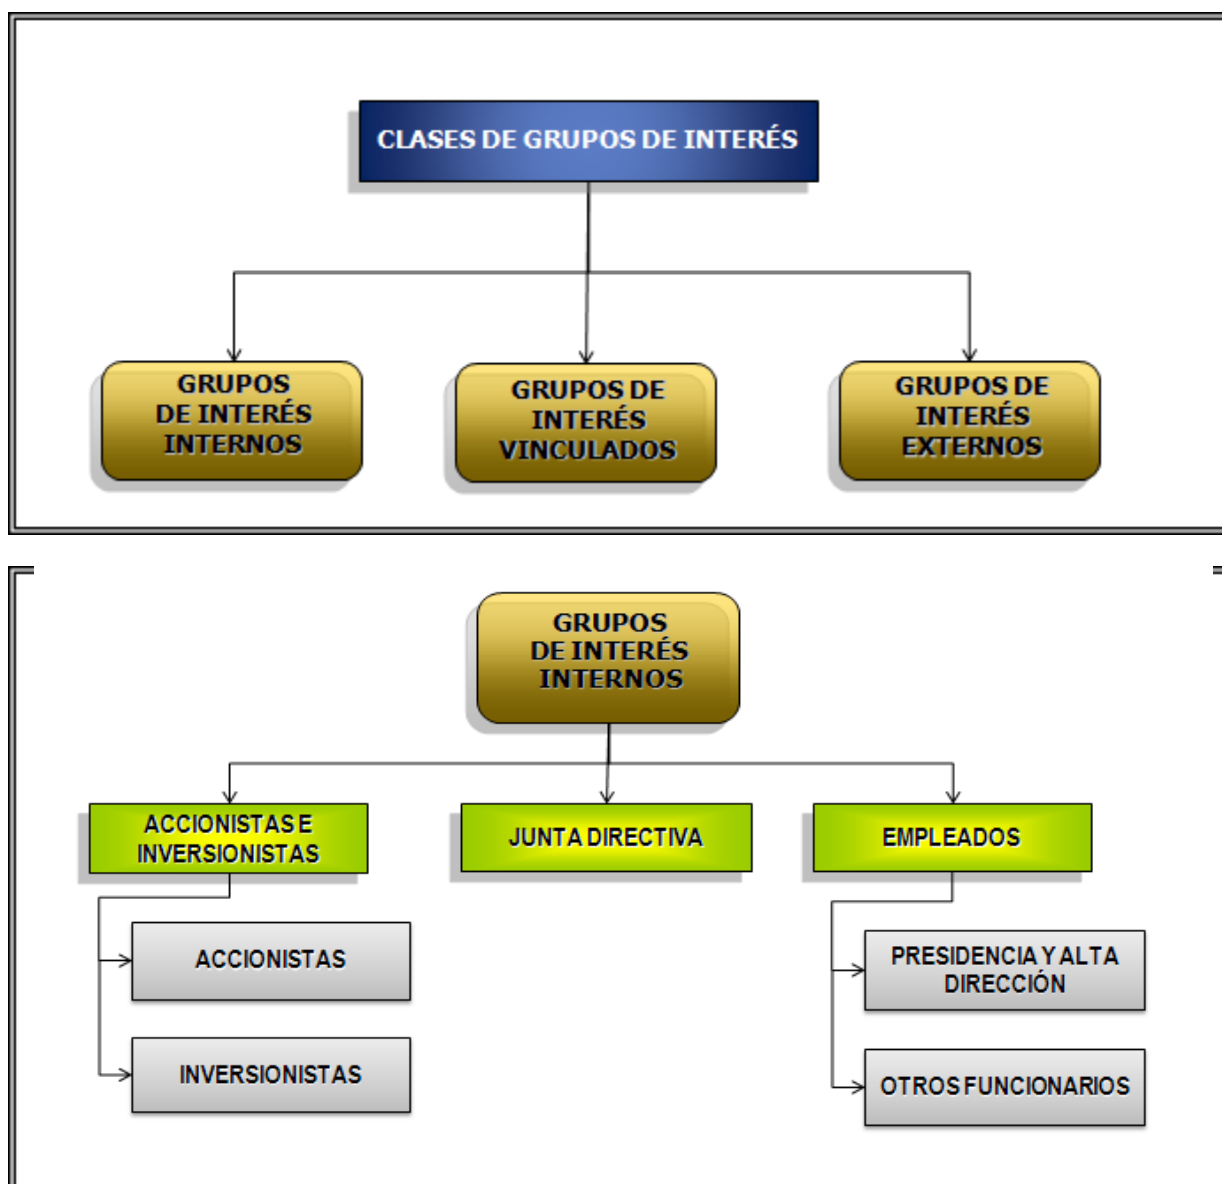 CLASES DE GRUPOS DE INTERÉS
GRUPOS
DE INTERÉS
INTERNOS
GRUPOS DE
INTERÉS
VINCULADOS
GRUPOS DE
INTERÉS
EXTERNOS
GRUPOS
DE INTERÉS
INTERNOS
ACCIONISTAS E
INVERSIONISTAS
JUNTA DIRECTIVA
EMPLEADOS
ACCIONISTAS
INVERSIONISTAS
PRESIDENCIA Y ALTA
DIRECCIÓN
OTROS FUNCIONARIOS